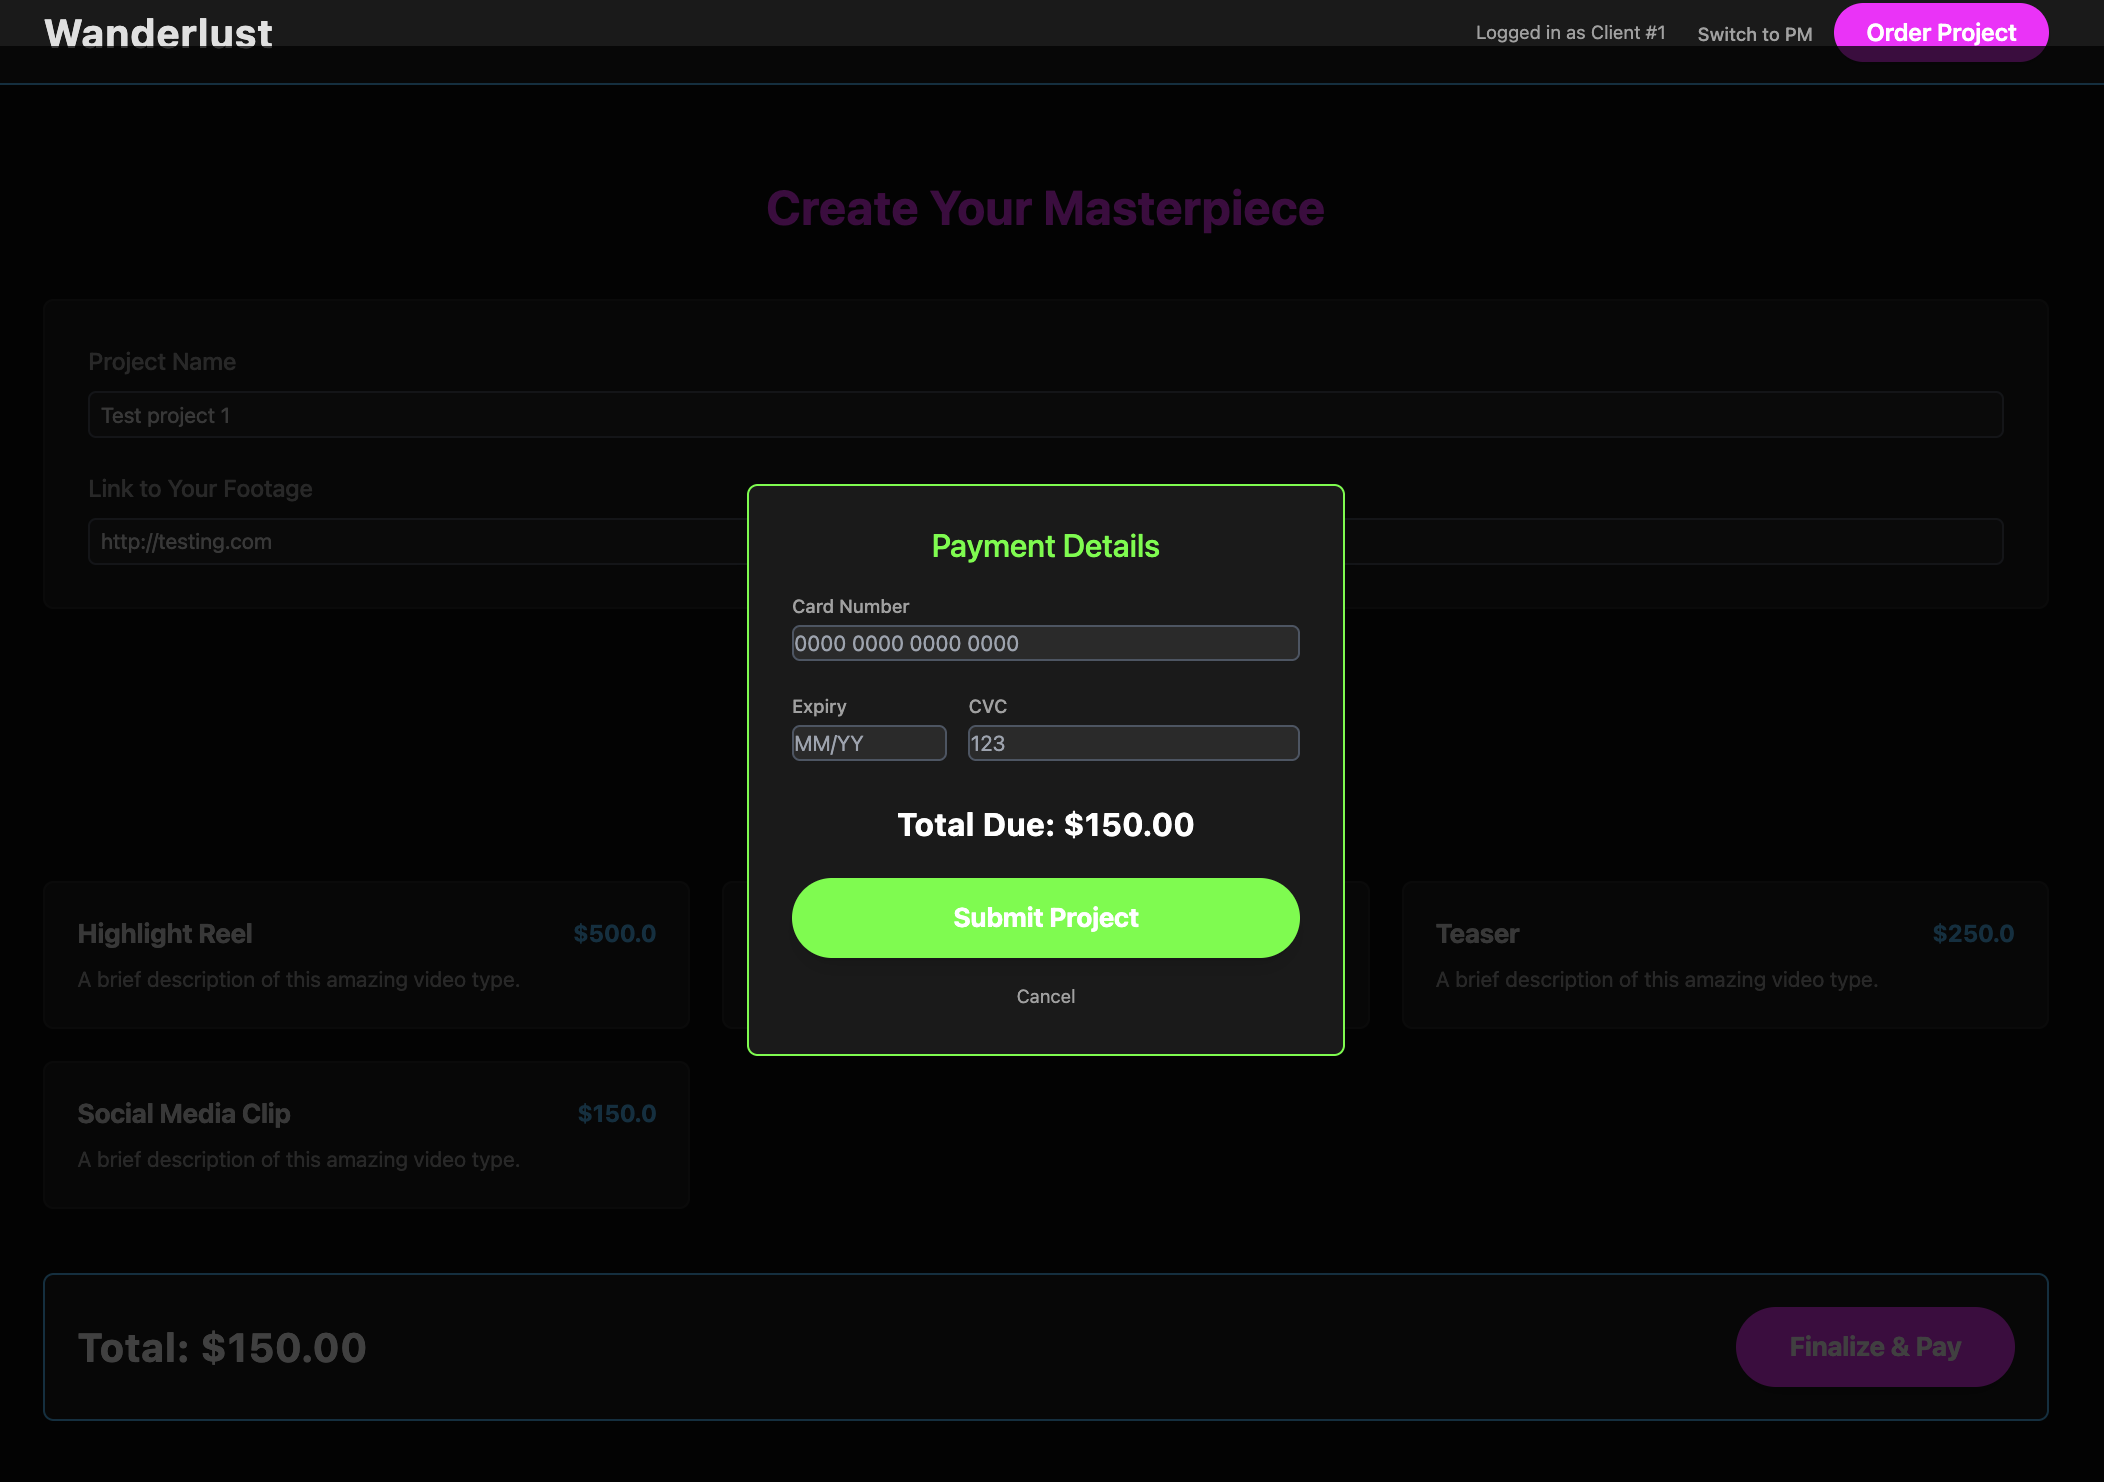 Wanderlust
Logged in as Client #1
Switch to PM
Order Project
Create Your Masterpiece
Project Name
Test project 1
Link to Your Footage
http://testing.com
Payment Details
Card Number
0000 0000 0000 0000
Expiry
CVC
MM/YY
123
Total Due: $150.00
Submit Project
Cancel
Highlight Reel
$500.0
A brief description of this amazing video type.
Teaser
$250.0
A brief description of this amazing video type.
Social Media Clip
$150.0
A brief description of this amazing video type.
Total: $150.00
Finalize & Pay